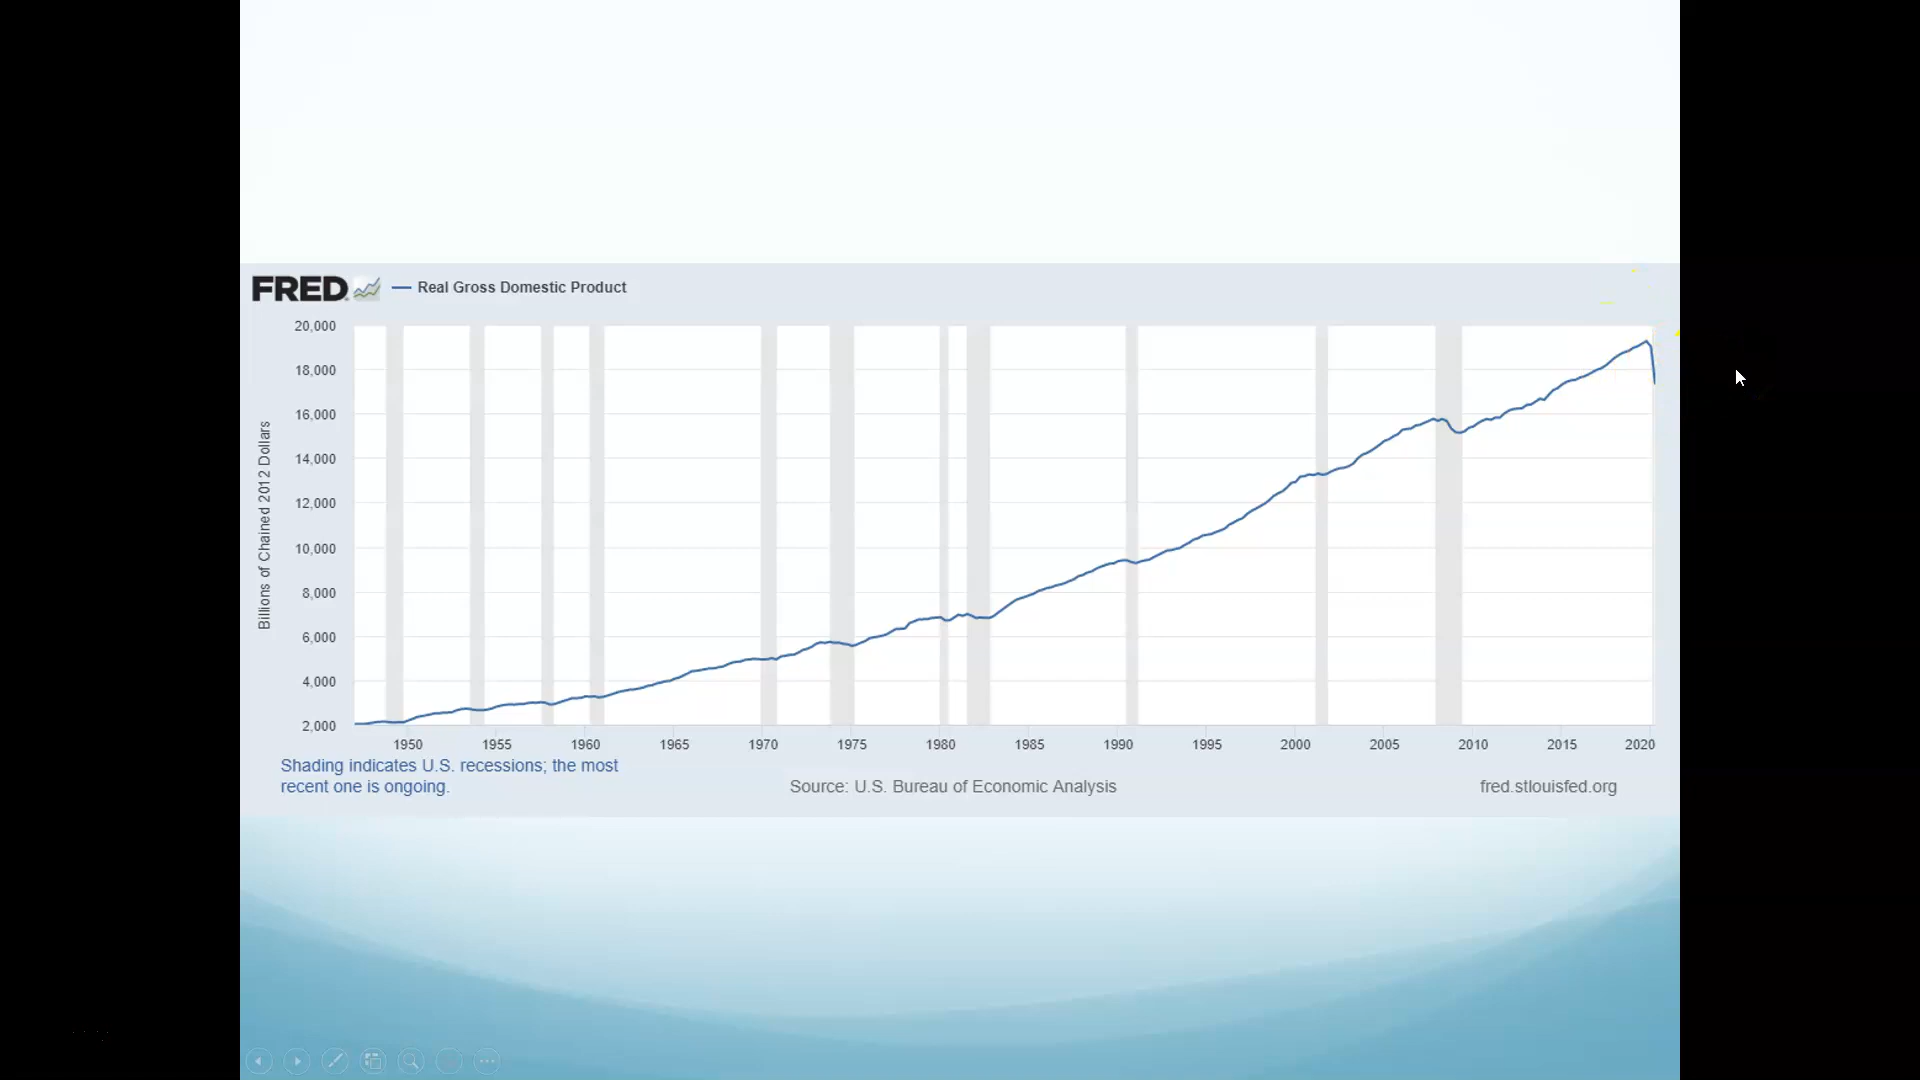 FRED
Real Gross Domestic Product
20,000
18,000
16,000
14,000
12,000
10,000
8,000
6,000
4,000
2,000
Billions of Chained 2012 Dollars
1950 1955 1960 1965 1970 1975 1980 1985 1990 1995 2000 2005 2010 2015 2020
Shading indicates U.S. recessions; the most
recent one is ongoing.
Source: U.S. Bureau of Economic Analysis
fred.stlouisfed.org